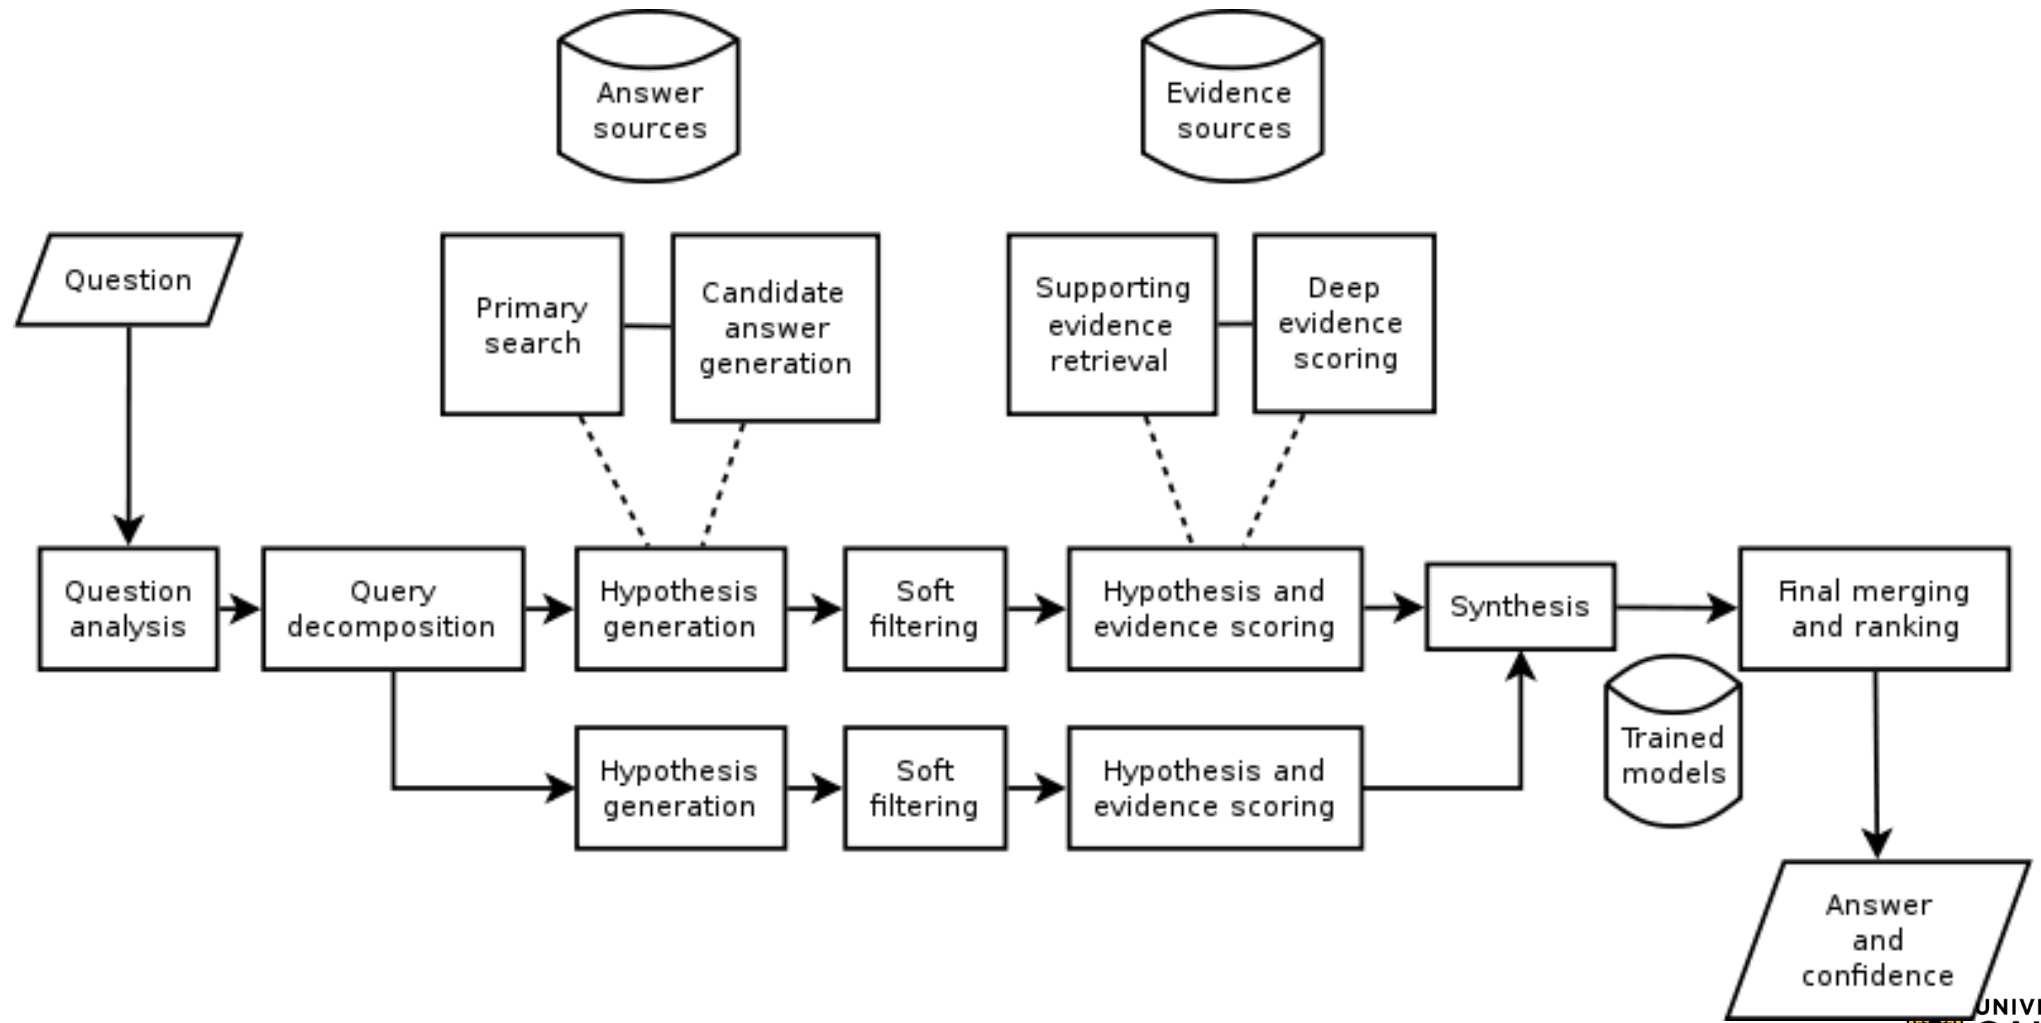 Answer
sources
Evidence
sources
Question
Primary
search
Candidate
answer
generation
Supporting
evidence
retrieval
Deep
evidence
scoring
Question
analysis
Query
decomposition
Hypothesis
generation
Soft
filtering
Hypothesis and
evidence scoring
Synthesis
Final merging
and ranking
Hypothesis
generation
Soft
filtering
Hypothesis and
evidence scoring
Trained
models
Answer
and
confidence